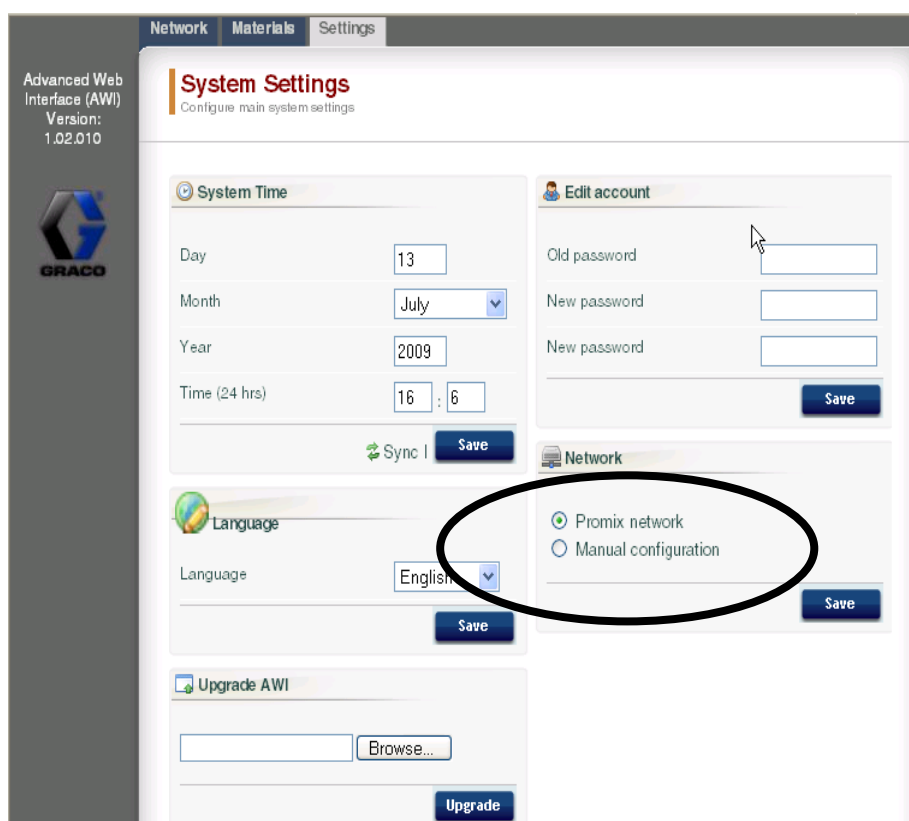 Network Materials Settings
Advanced Web
Interface (AWI)
Version:
1.02.010
GRACO
System Settings
Configure main system settings
System Time
Day 13
Month July
Year 2009
Time (24 hrs) 16 : 6
Sync | Save
Language
Language English
Save
Upgrade AWI
Browse...
Upgrade
Edit account
Old password
New password
New password
Save
Network
Promix network
Manual configuration
Save